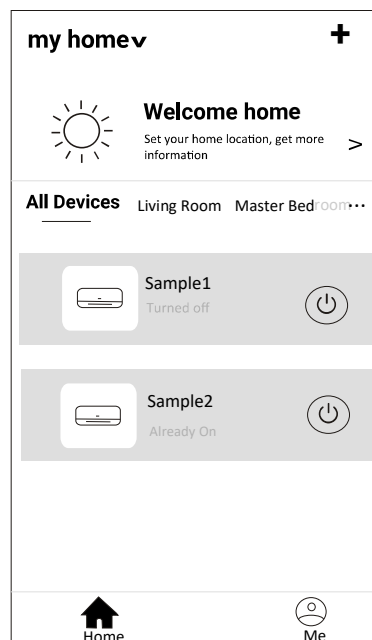 my home
Welcome home
Set your home location, get more
information
>
All Devices Living Room Master Bedroom ...
Sample1
Turned off
Sample2
Already On
Home Me